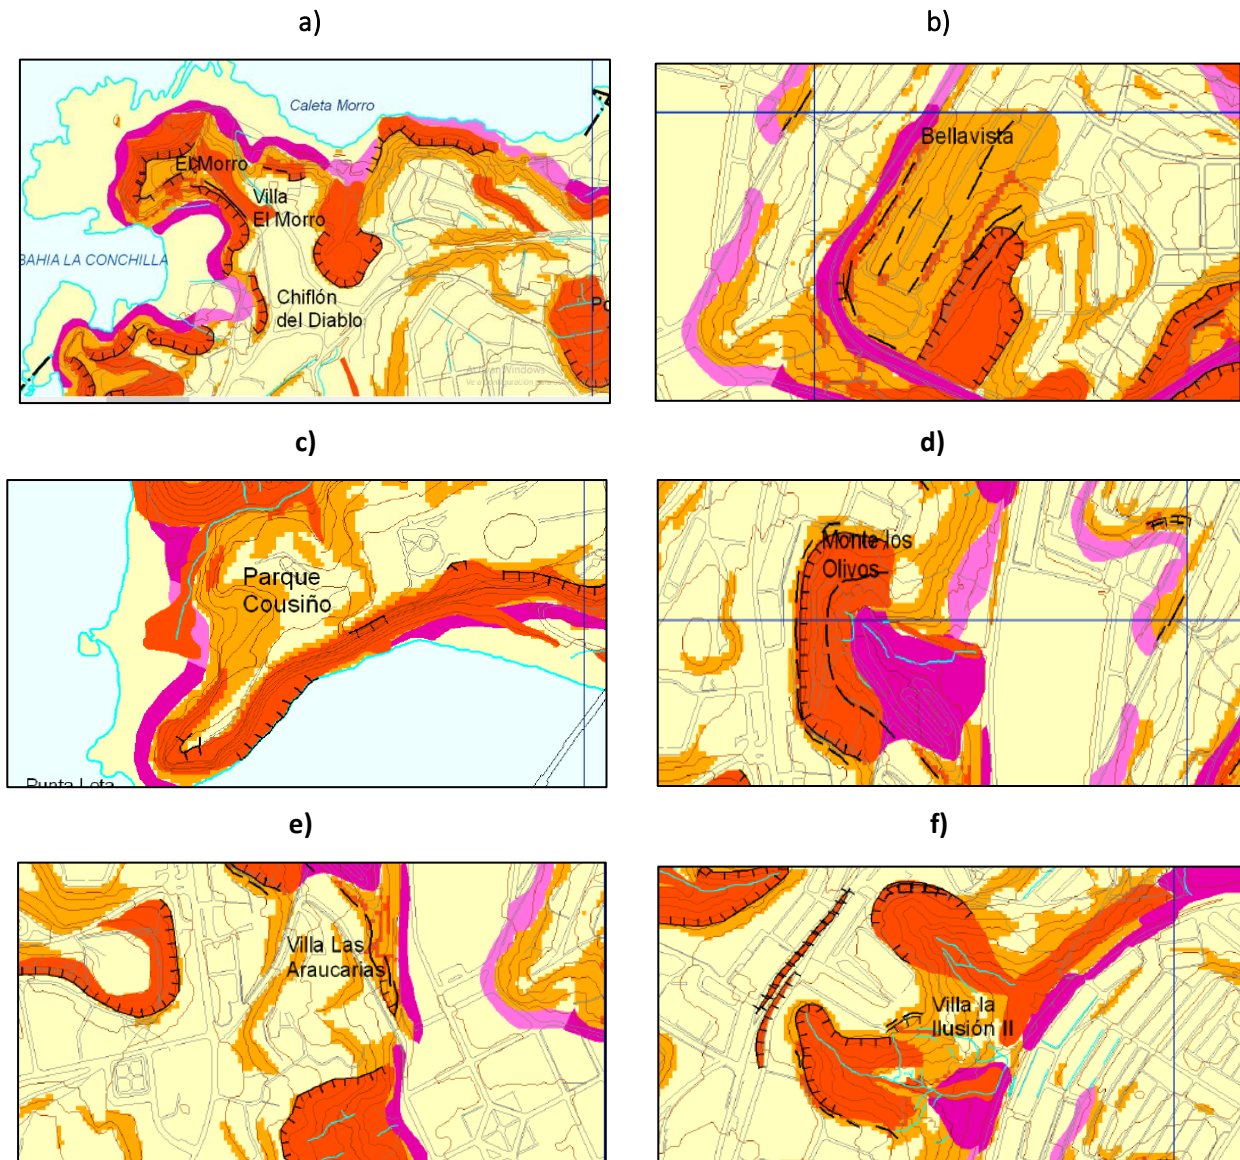 a)
b)
Caleta Morro
El Morro
Villa
El Morro
BAHIA LA CONCHILLA
Chiflón
del Diablo
Po
Bellavista
c)
d)
Parque
Cousiño
Punta Lota
Monte los
Olivos
e)
f)
Villa Las
Araucarias
Villa la
Ilusión II